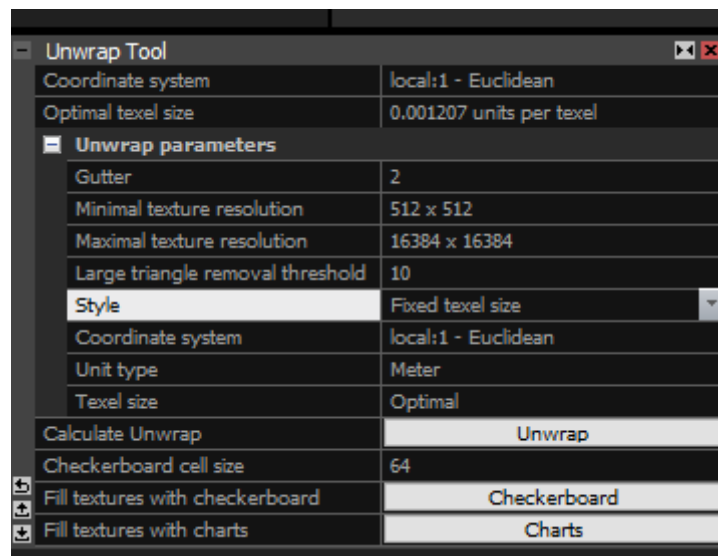 Unwrap Tool
Coordinate system local:1 - Euclidean
Optimal texel size 0.001207 units per texel
Unwrap parameters
Gutter 2
Minimal texture resolution 512 x 512
Maximal texture resolution 16384 x 16384
Large triangle removal threshold 10
Style Fixed texel size
Coordinate system local:1 - Euclidean
Unit type Meter
Texel size Optimal
Calculate Unwrap Unwrap
Checkerboard cell size 64
Fill textures with checkerboard Checkerboard
Fill textures with charts Charts